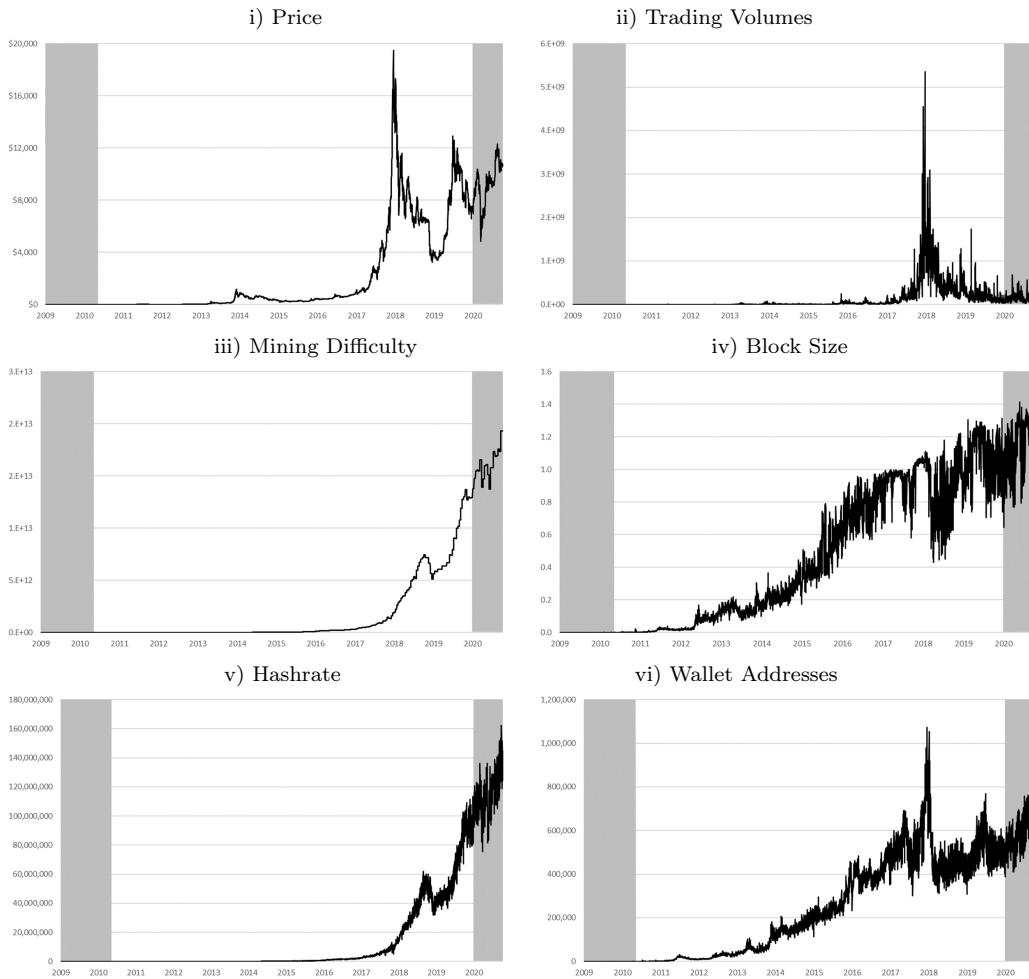 i) Price
$20,000
$16,000
$12,000
$8,000
$4,000
$0
2009 2010 2011 2012 2013 2014 2015 2016 2017 2018 2019 2020
ii) Trading Volumes
6.E+09
5.E+09
4.E+09
3.E+09
2.E+09
1.E+09
0.E+00
2009 2010 2011 2012 2013 2014 2015 2016 2017 2018 2019 2020
iii) Mining Difficulty
3.E+13
2.E+13
2.E+13
1.E+13
5.E+12
0.E+00
2009 2010 2011 2012 2013 2014 2015 2016 2017 2018 2019 2020
iv) Block Size
1.6
1.4
1.2
1.0
0.8
0.6
0.4
0.2
0.0
2009 2010 2011 2012 2013 2014 2015 2016 2017 2018 2019 2020
v) Hashrate
180,000,000
160,000,000
140,000,000
120,000,000
100,000,000
80,000,000
60,000,000
40,000,000
20,000,000
0
2009 2010 2011 2012 2013 2014 2015 2016 2017 2018 2019 2020
vi) Wallet Addresses
1,200,000
1,000,000
800,000
600,000
400,000
200,000
0
2009 2010 2011 2012 2013 2014 2015 2016 2017 2018 2019 2020